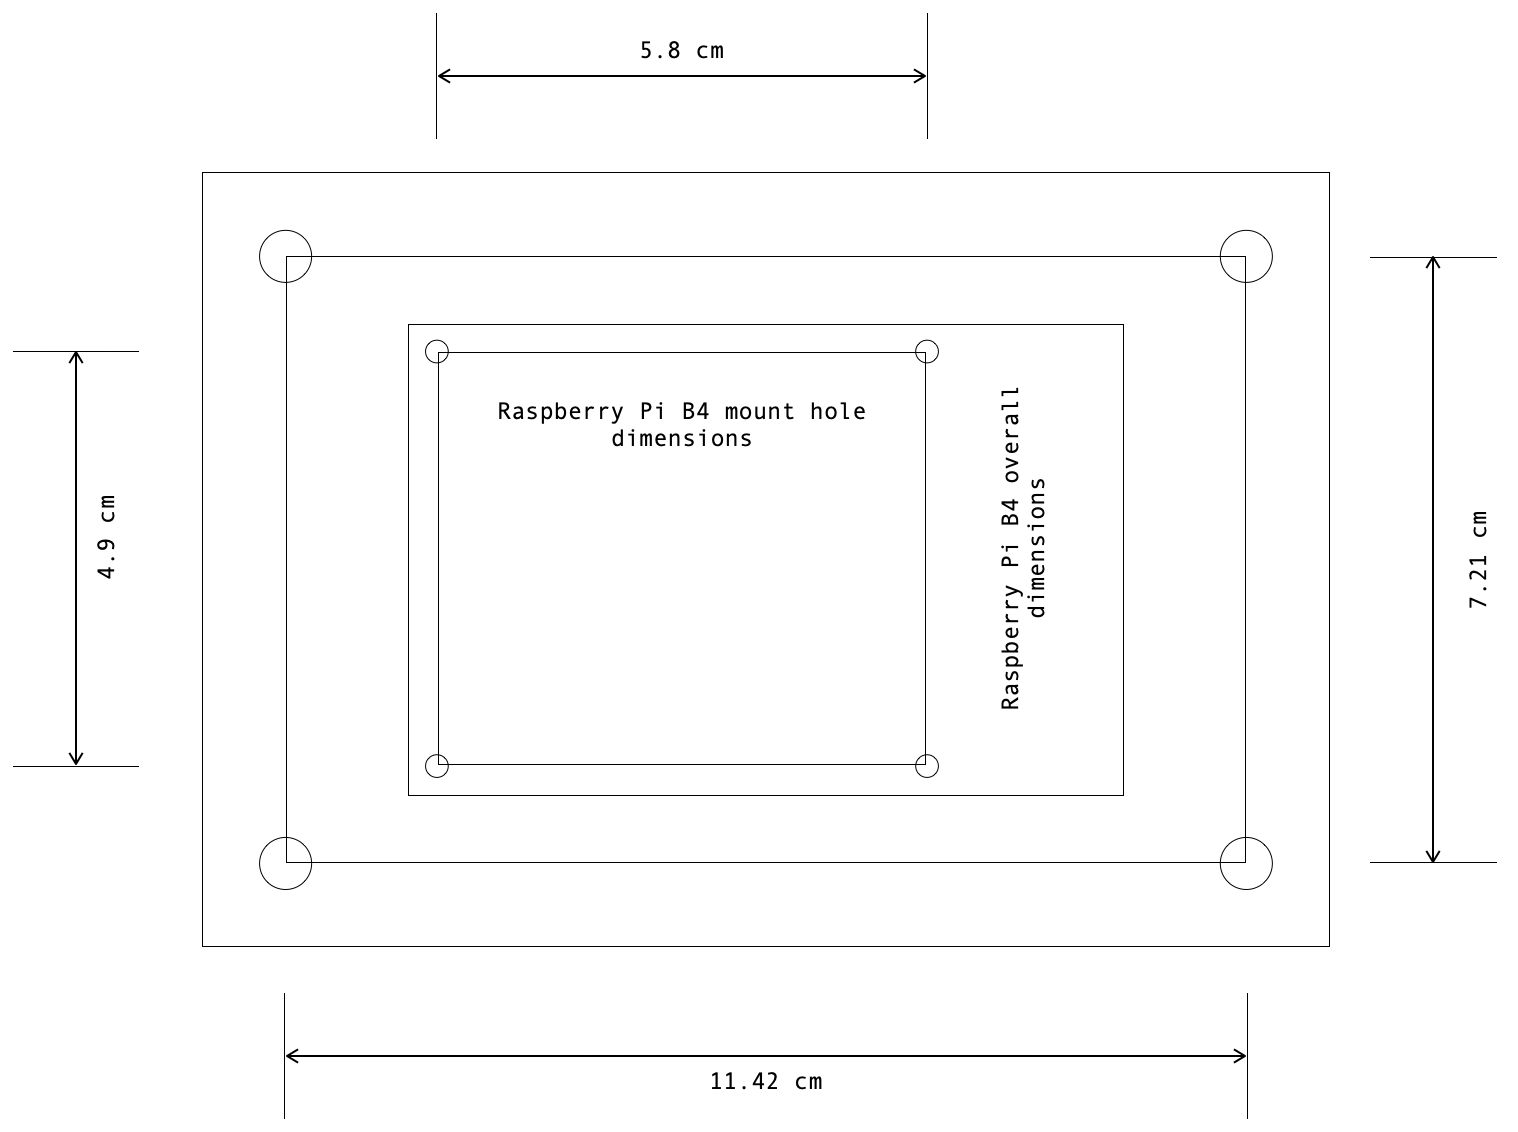 5.8 cm
Raspberry Pi B4 mount hole
dimensions
Raspberry Pi B4 overall
dimensions
4.9 cm
7.21 cm
11.42 cm